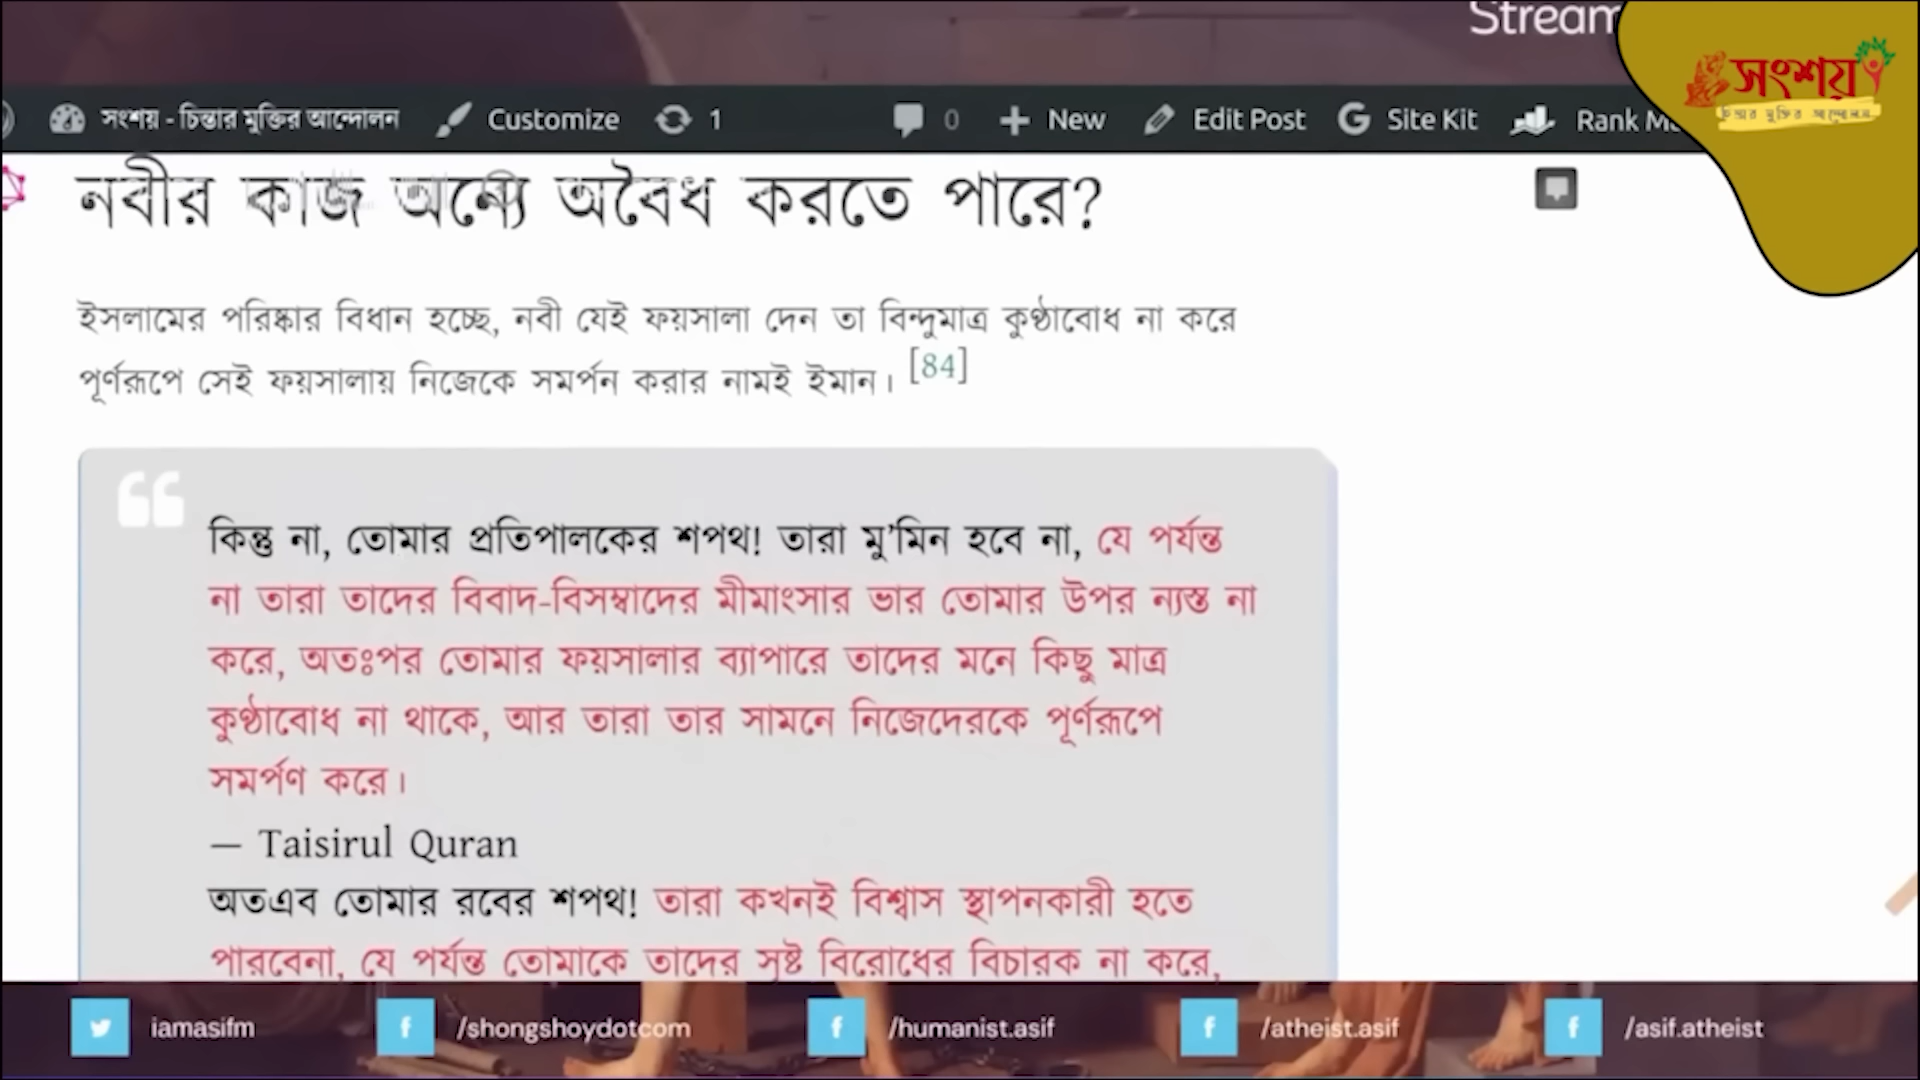 Stream
সংশয়
চিন্তার মুক্তির আন্দোলন
সংশয় - চিন্তার মুক্তির আন্দোলন Customize 1 0 New Edit Post Site Kit Rank M
নবীর কাজ অন্যে অবৈধ করতে পারে?
ইসলামের পরিষ্কার বিধান হচ্ছে, নবী যেই ফয়সালা দেন তা বিন্দুমাত্র কুণ্ঠাবোধ না করে
পূর্ণরূপে সেই ফয়সালায় নিজেকে সমর্পন করার নামই ইমান। [84]
কিন্তু না, তোমার প্রতিপালকের শপথ! তারা মু’মিন হবে না, যে পর্যন্ত
না তারা তাদের বিবাদ-বিসম্বাদের মীমাংসার ভার তোমার উপর ন্যস্ত না
করে, অতঃপর তোমার ফয়সালার ব্যাপারে তাদের মনে কিছু মাত্র
কুণ্ঠাবোধ না থাকে, আর তারা তার সামনে নিজেদেরকে পূর্ণরূপে
সমর্পণ করে।
— Taisirul Quran
অতএব তোমার রবের শপথ! তারা কখনই বিশ্বাস স্থাপনকারী হতে
পারবেনা, যে পর্যন্ত তোমাকে তাদের সৃষ্ট বিরোধের বিচারক না করে,
iamasifm /shongshoydotcom /humanist.asif /atheist.asif /asif.atheist